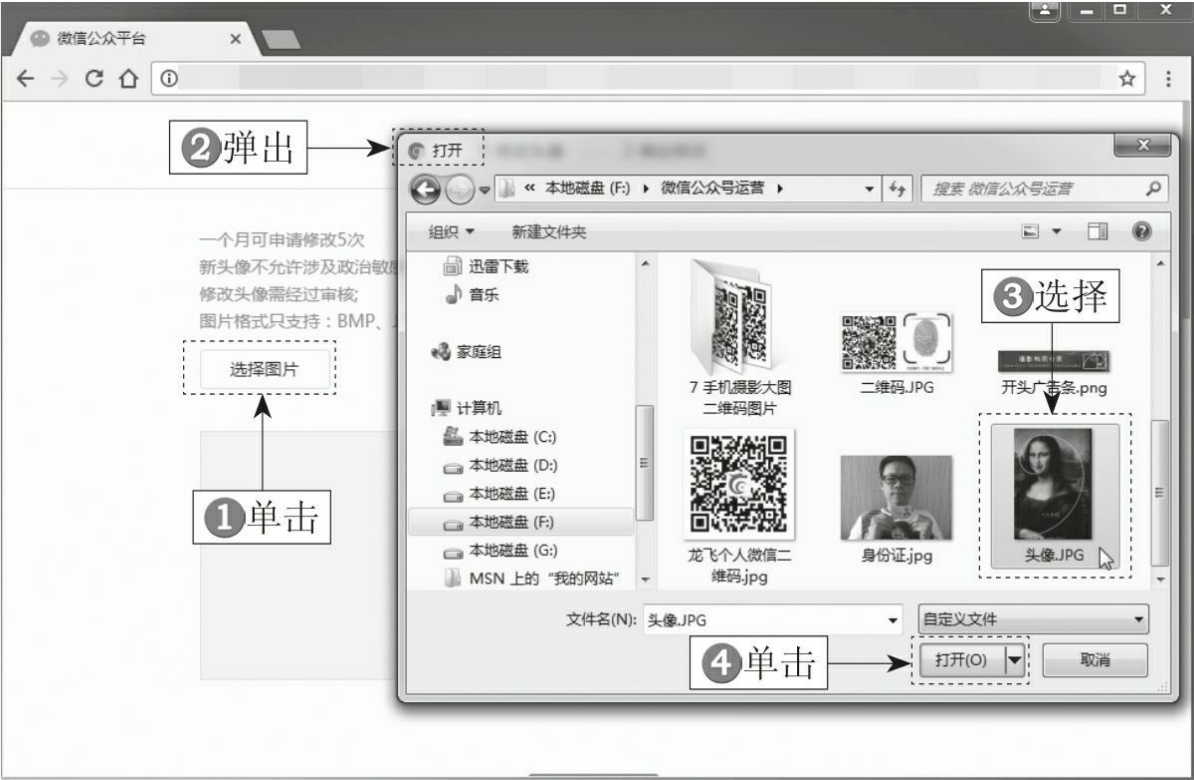 微信公众平台
❷弹出
打开
« 本地磁盘 (F:) 微信公众号运营
搜索 微信公众号运营
组织 新建文件夹
一个月可申请修改5次
新头像不允许涉及政治敏感
修改头像需经过审核;
图片格式只支持：BMP、
选择图片
❶单击
迅雷下载
音乐
家庭组
计算机
本地磁盘 (C:)
本地磁盘 (D:)
本地磁盘 (E:)
本地磁盘 (F:)
本地磁盘 (G:)
MSN 上的“我的网站”
❸选择
7 手机摄影大图
二维码图片
二维码.JPG
开头广告条.png
龙飞个人微信二
维码.jpg
身份证.jpg
头像.JPG
文件名(N): 头像.JPG
自定义文件
❹单击
打开(O)
取消